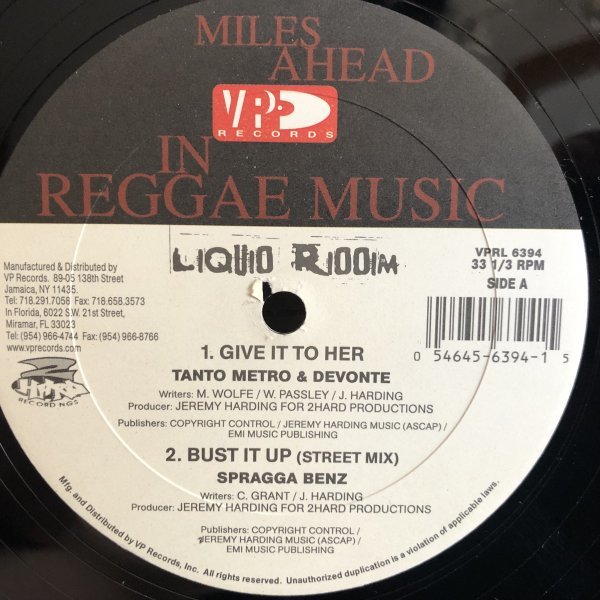 MILES
AHEAD
VP
RECORDS
IN
REGGAE MUSIC
LIQUID RIDDIM
Manufactured & Distributed by
VP Records. 89-05 138th Street
Jamaica, NY 11435.
Tel: 718.291.7058 Fax: 718.658.3573
In Florida, 6022 S.W. 21st Street,
Miramar, FL 33023
Tel: (954) 966-4744 Fax: (954) 966-8766
www.vprecords.com
2 HARD
RECORDINGS
VPRL 6394
33 1/3 RPM
SIDE A
0 54645-6394-1 5
1. GIVE IT TO HER
TANTO METRO & DEVONTE
Writers: M. WOLFE / W. PASSLEY / J. HARDING
Producer: JEREMY HARDING FOR 2HARD PRODUCTIONS
Publishers: COPYRIGHT CONTROL / JEREMY HARDING MUSIC (ASCAP) /
EMI MUSIC PUBLISHING
2. BUST IT UP (STREET MIX)
SPRAGGA BENZ
Writers: C. GRANT / J. HARDING
Producer: JEREMY HARDING FOR 2HARD PRODUCTIONS
Publishers: COPYRIGHT CONTROL /
JEREMY HARDING MUSIC (ASCAP) /
EMI MUSIC PUBLISHING
Mfg. and Distributed by VP Records, Inc. All rights reserved. Unauthorized duplication is a violation of applicable laws.